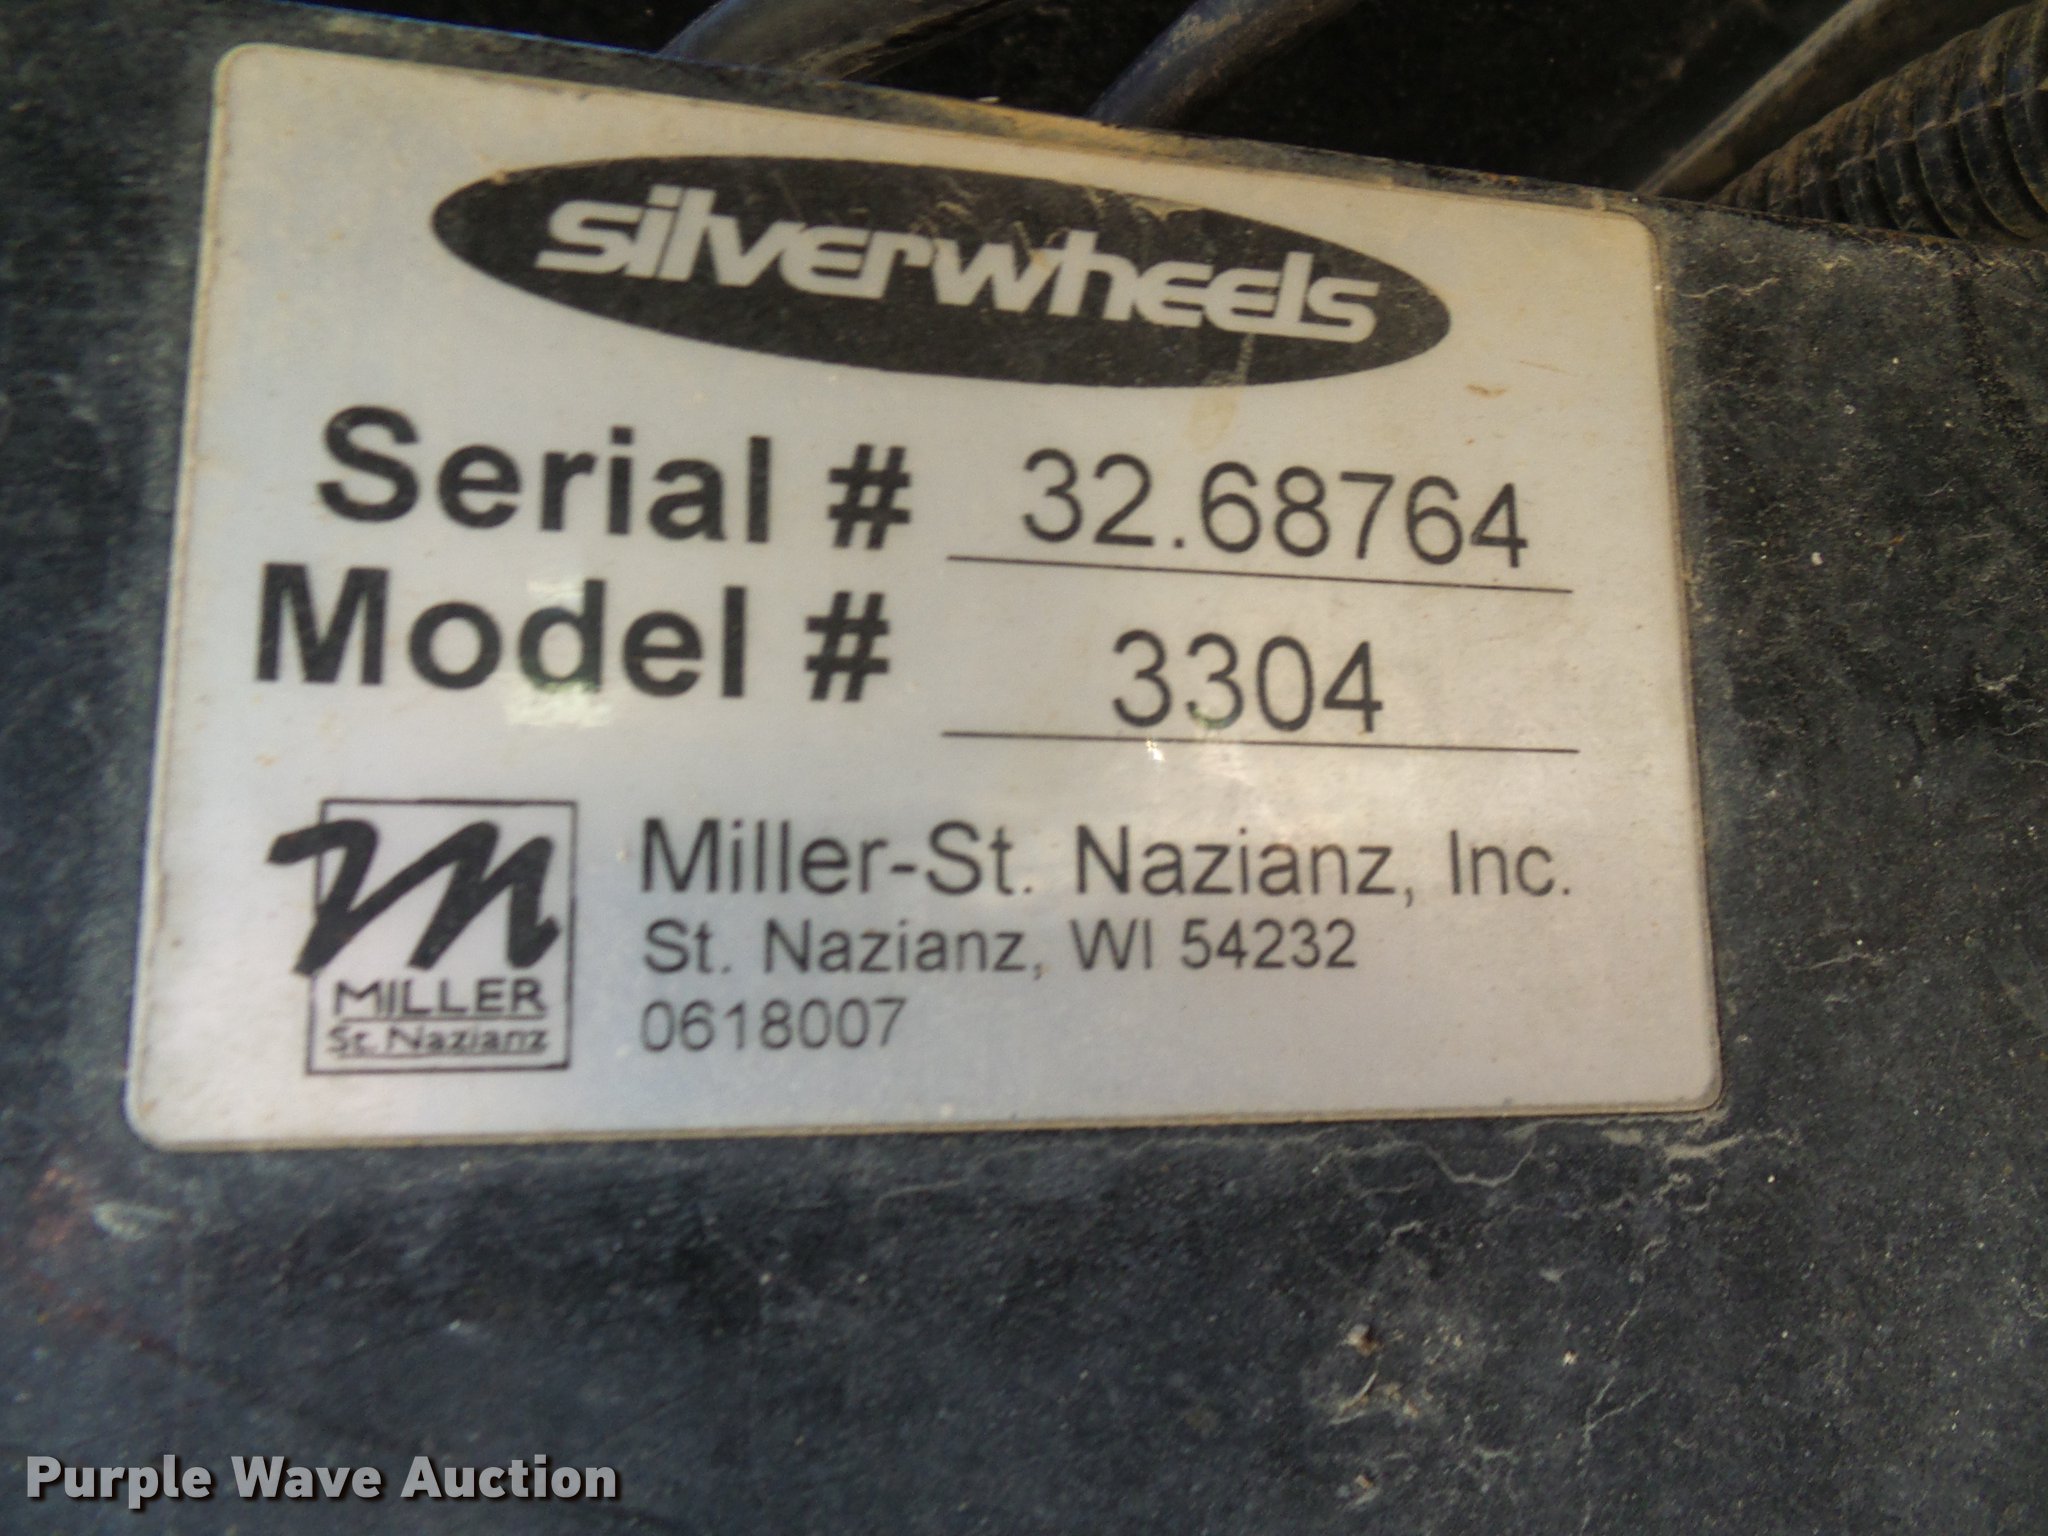 silverwheels
Serial # 32.68764
Model # 3304
MILLER
St. Nazianz
Miller-St. Nazianz, Inc.
St. Nazianz, WI 54232
0618007
Purple Wave Auction